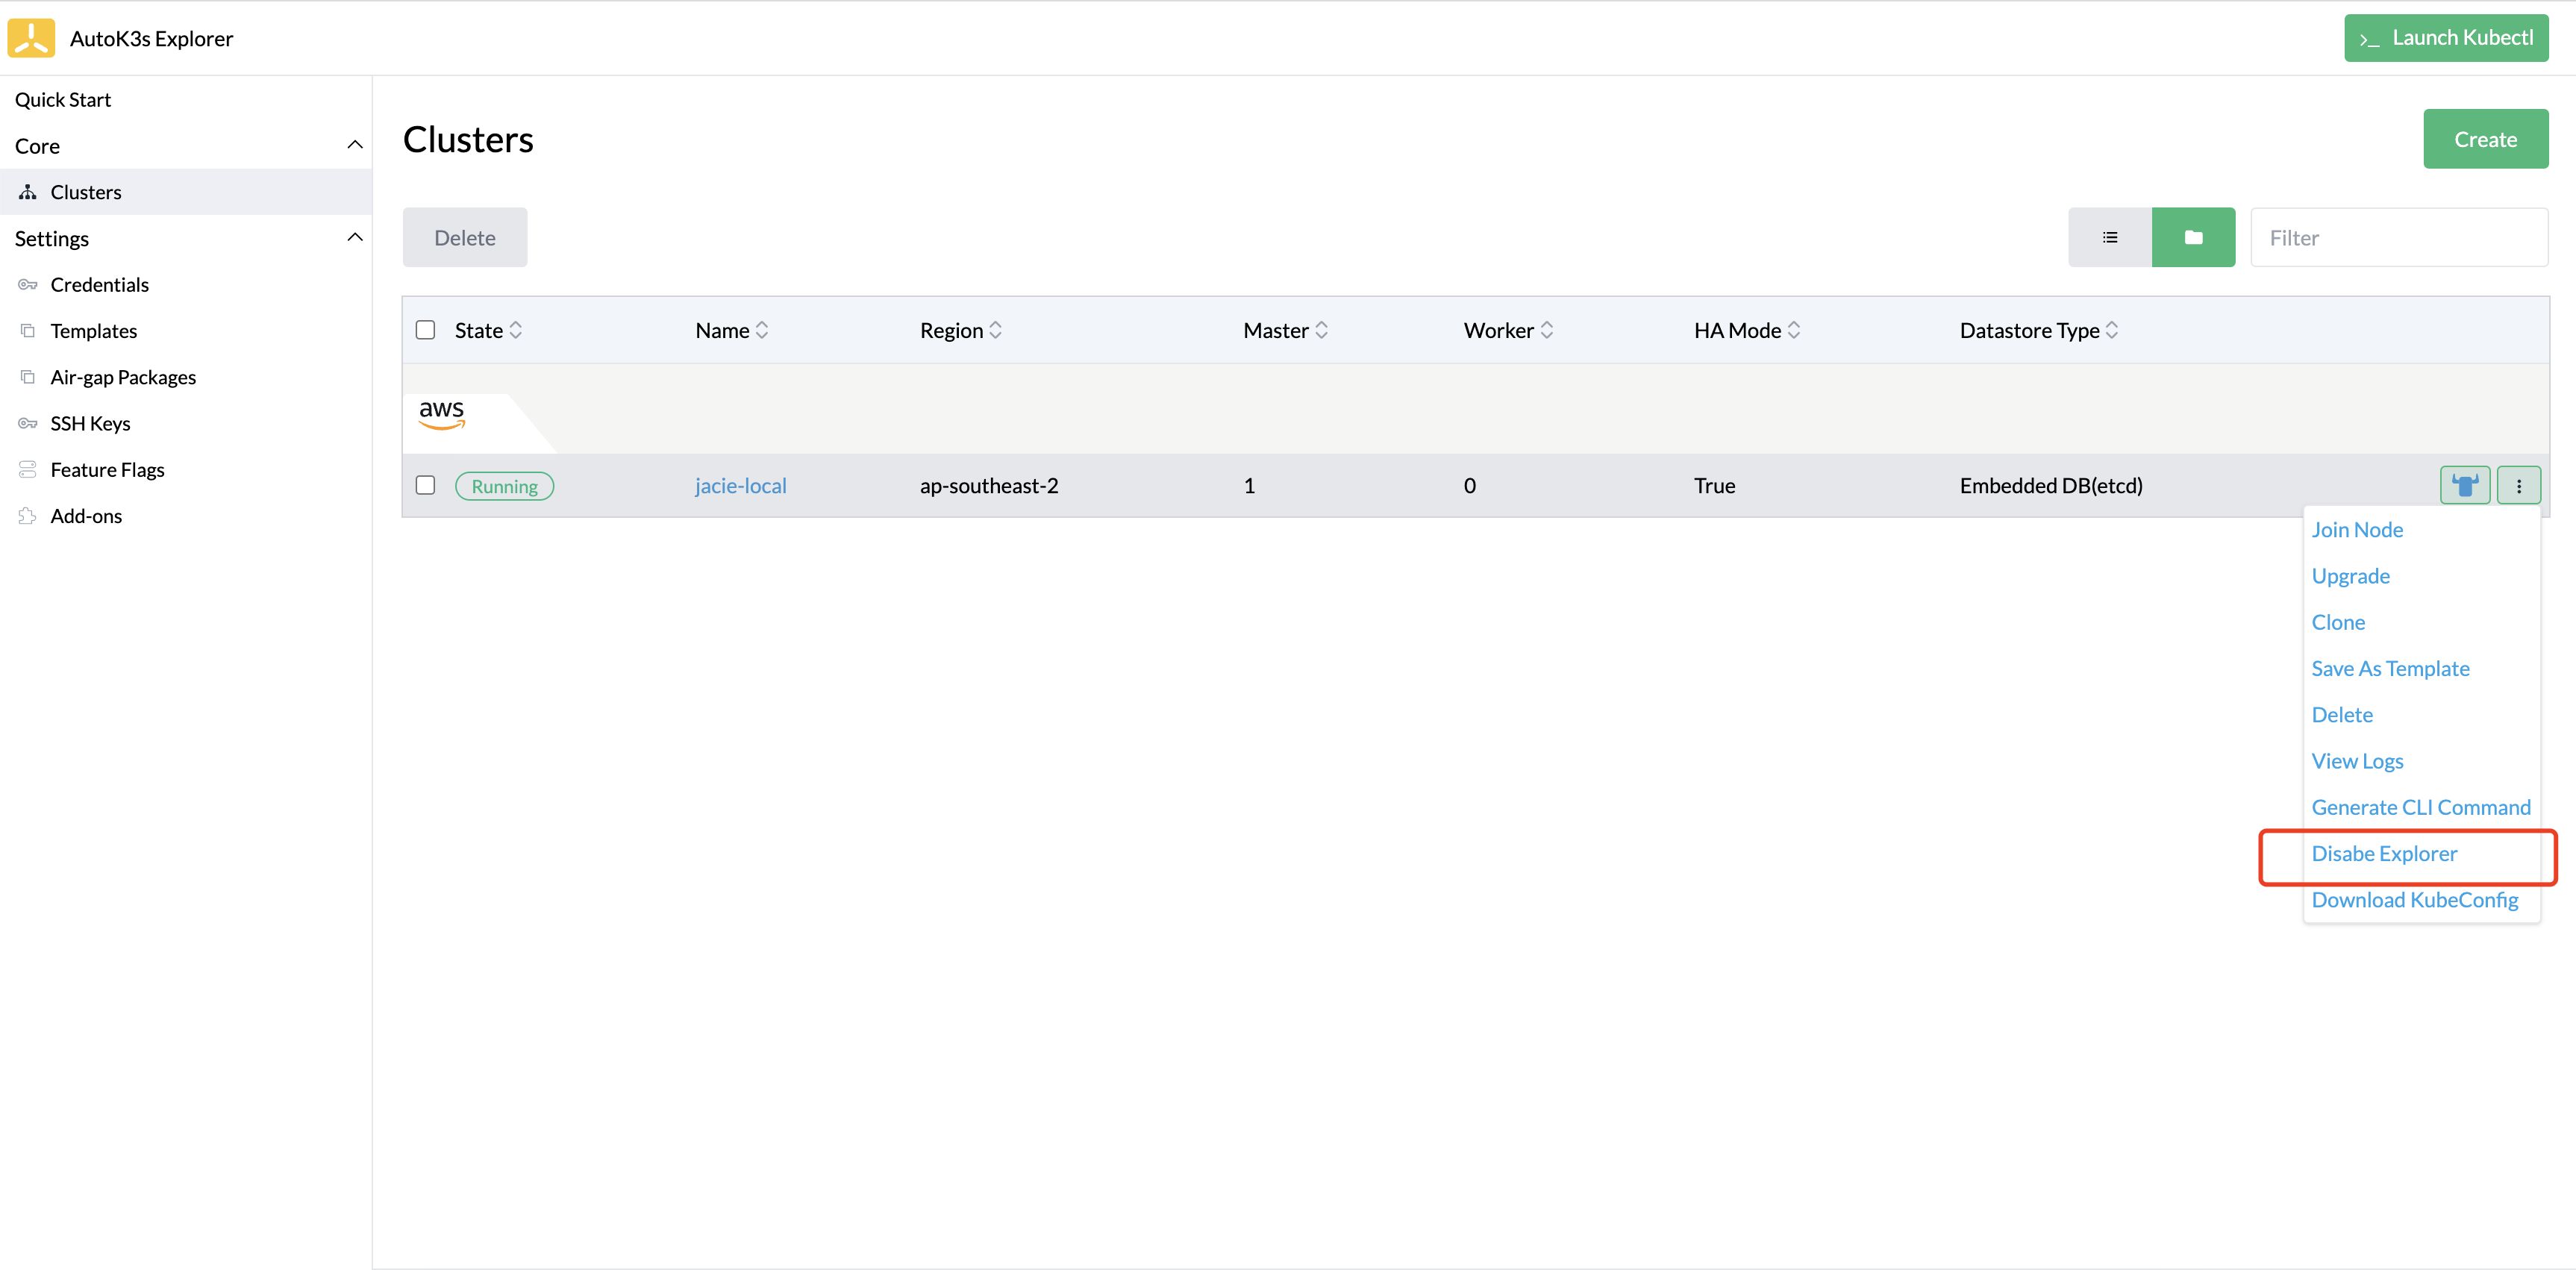 AutoK3s Explorer
>_ Launch Kubectl
Quick Start
Core
Clusters
Settings
Credentials
Templates
Air-gap Packages
SSH Keys
Feature Flags
Add-ons
Clusters
Create
Delete
Filter
State Name Region Master Worker HA Mode Datastore Type
aws
Running jacie-local ap-southeast-2 1 0 True Embedded DB(etcd)
Join Node
Upgrade
Clone
Save As Template
Delete
View Logs
Generate CLI Command
Disabe Explorer
Download KubeConfig